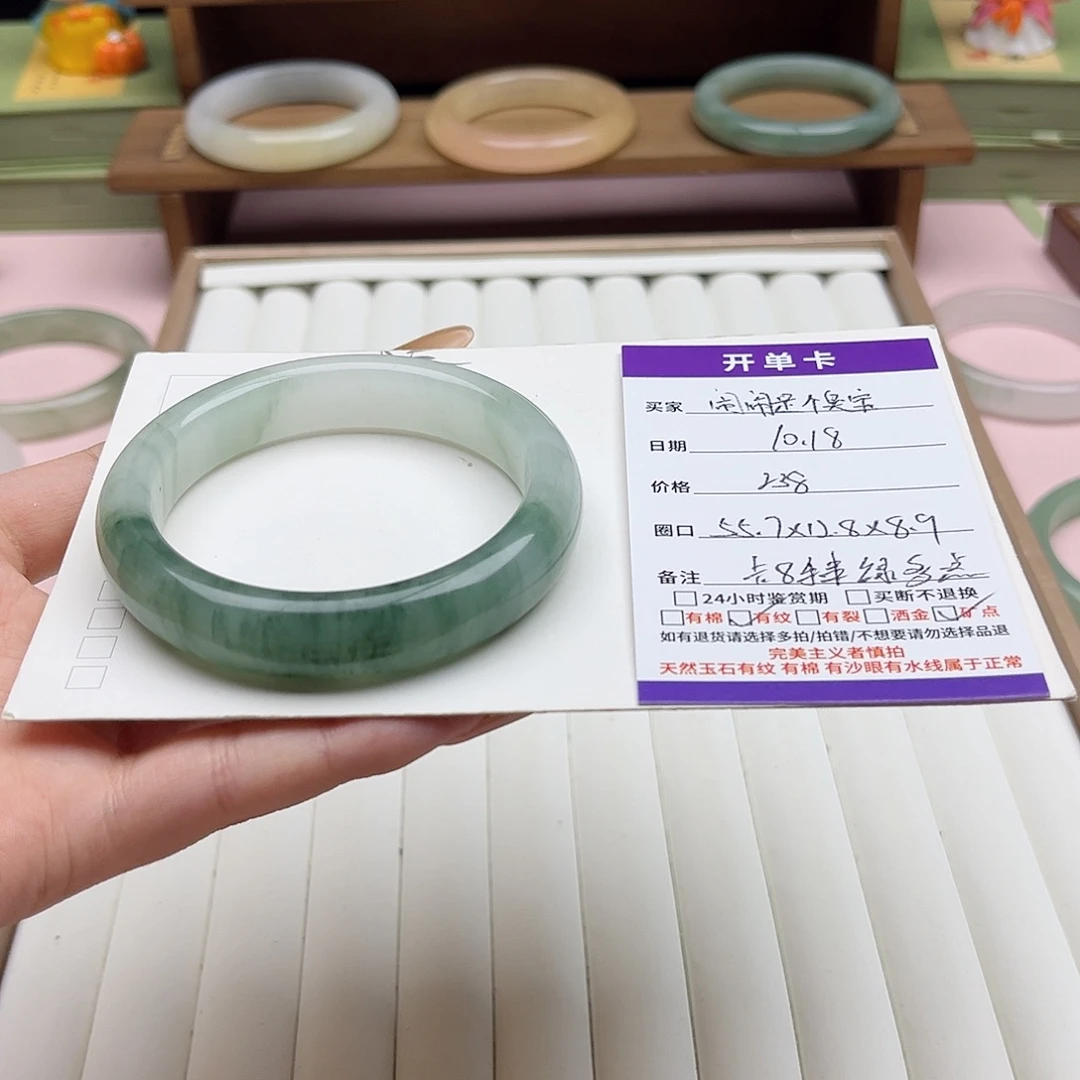 开单卡
买家
日期 10.18
价格 238
圈口 55.7X12.8X8.9
备注 绿
□24小时鉴赏期 □买断不退换
□有棉 ☑有纹 □有裂 □洒金 ☑矿点
如有退货请选择多拍/拍错/不想要请勿选择品退
完美主义者慎拍
天然玉石有纹 有棉 有沙眼有水线属于正常